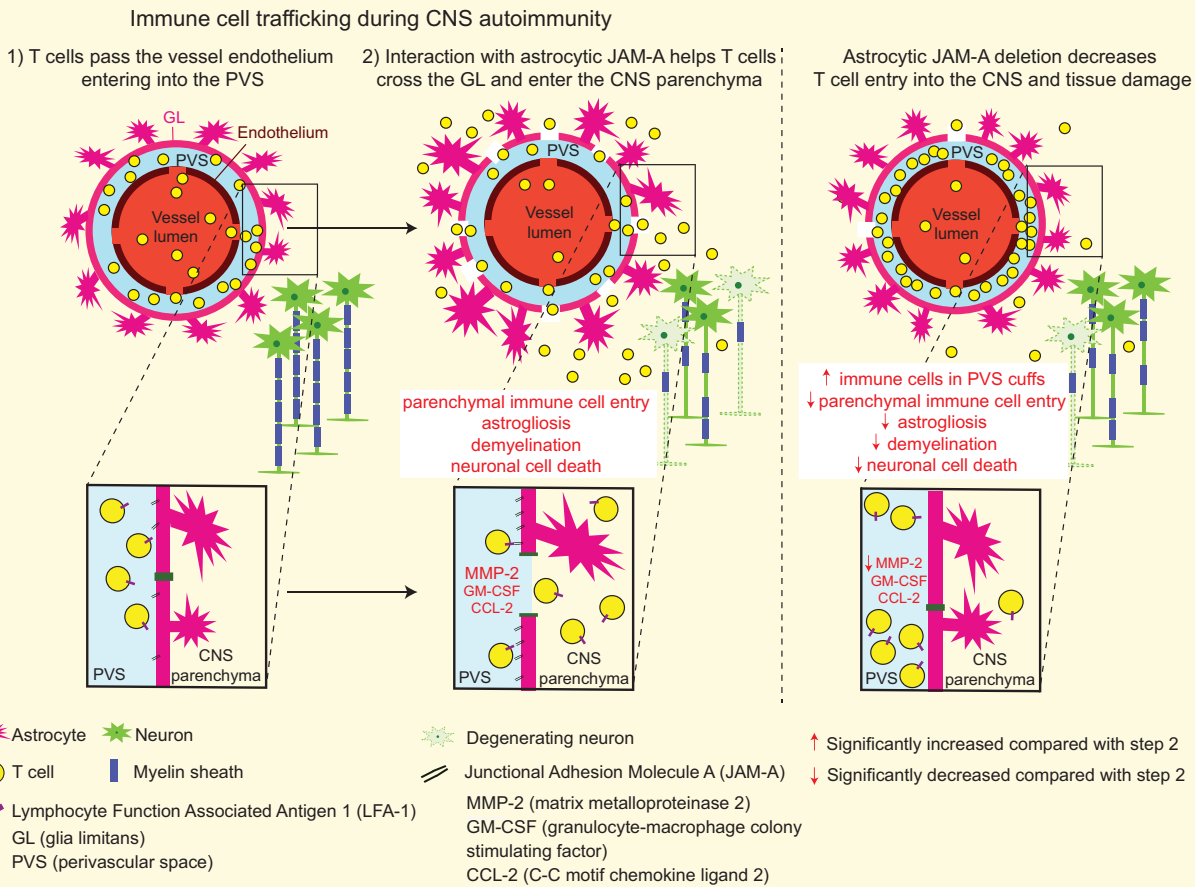 Immune cell trafficking during CNS autoimmunity
1) T cells pass the vessel endothelium
entering into the PVS
2) Interaction with astrocytic JAM-A helps T cells
cross the GL and enter the CNS parenchyma
Astrocytic JAM-A deletion decreases
T cell entry into the CNS and tissue damage
GL
Endothelium
PVS
Vessel
lumen
PVS
Vessel
lumen
PVS
Vessel
lumen
parenchymal immune cell entry
astrogliosis
demyelination
neuronal cell death
↑ immune cells in PVS cuffs
↓ parenchymal immune cell entry
↓ astrogliosis
↓ demyelination
↓ neuronal cell death
PVS
CNS
parenchyma
MMP-2
GM-CSF
CCL-2
PVS
CNS
parenchyma
↓ MMP-2
GM-CSF
CCL-2
PVS
CNS
parenchyma
Astrocyte
Neuron
T cell
Myelin sheath
Lymphocyte Function Associated Antigen 1 (LFA-1)
GL (glia limitans)
PVS (perivascular space)
Degenerating neuron
Junctional Adhesion Molecule A (JAM-A)
MMP-2 (matrix metalloproteinase 2)
GM-CSF (granulocyte-macrophage colony
stimulating factor)
CCL-2 (C-C motif chemokine ligand 2)
↑ Significantly increased compared with step 2
↓ Significantly decreased compared with step 2